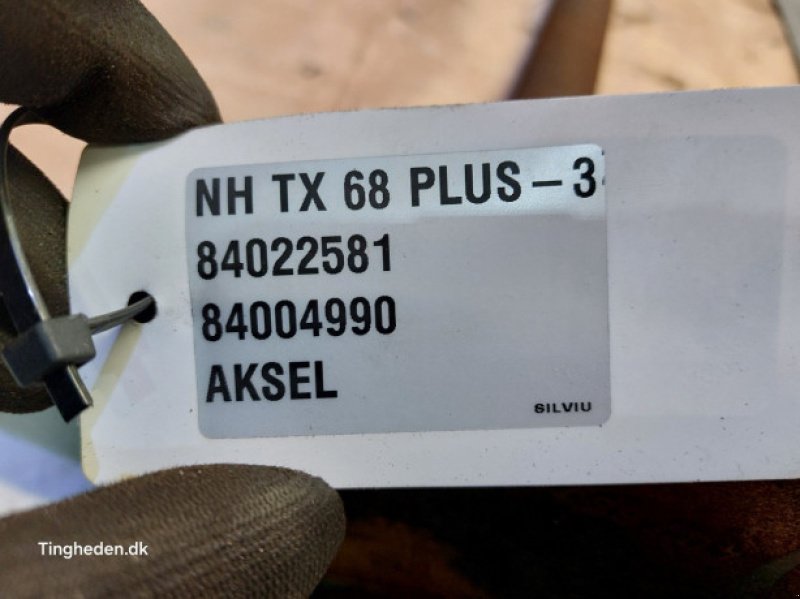 NH TX 68 PLUS – 3
84022581
84004990
AKSEL
SILVIU
Tingheden.dk